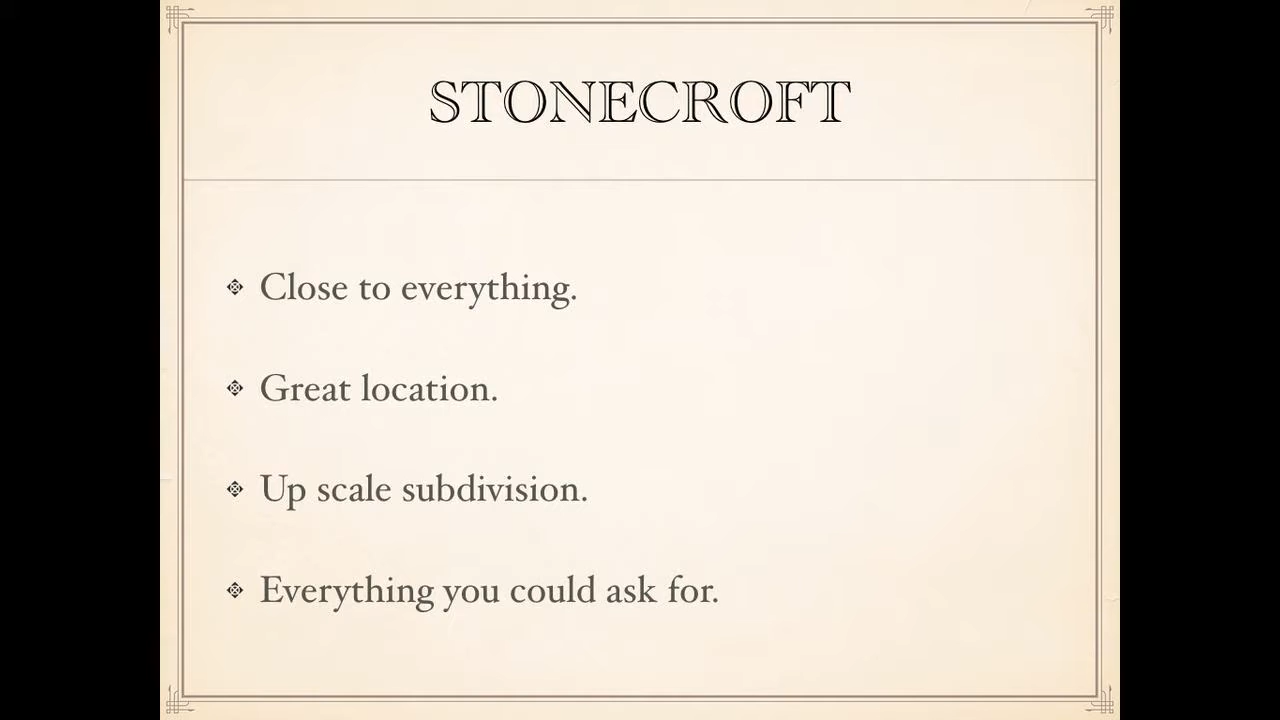 STONECROFT
Close to everything.
Great location.
Up scale subdivision.
Everything you could ask for.